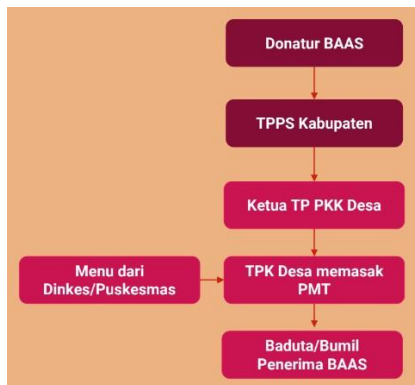 Donatur BAAS
TPPS Kabupaten
Ketua TP PKK Desa
Menu dari
Dinkes/Puskesmas
TPK Desa memasak
PMT
Baduta/Bumil
Penerima BAAS